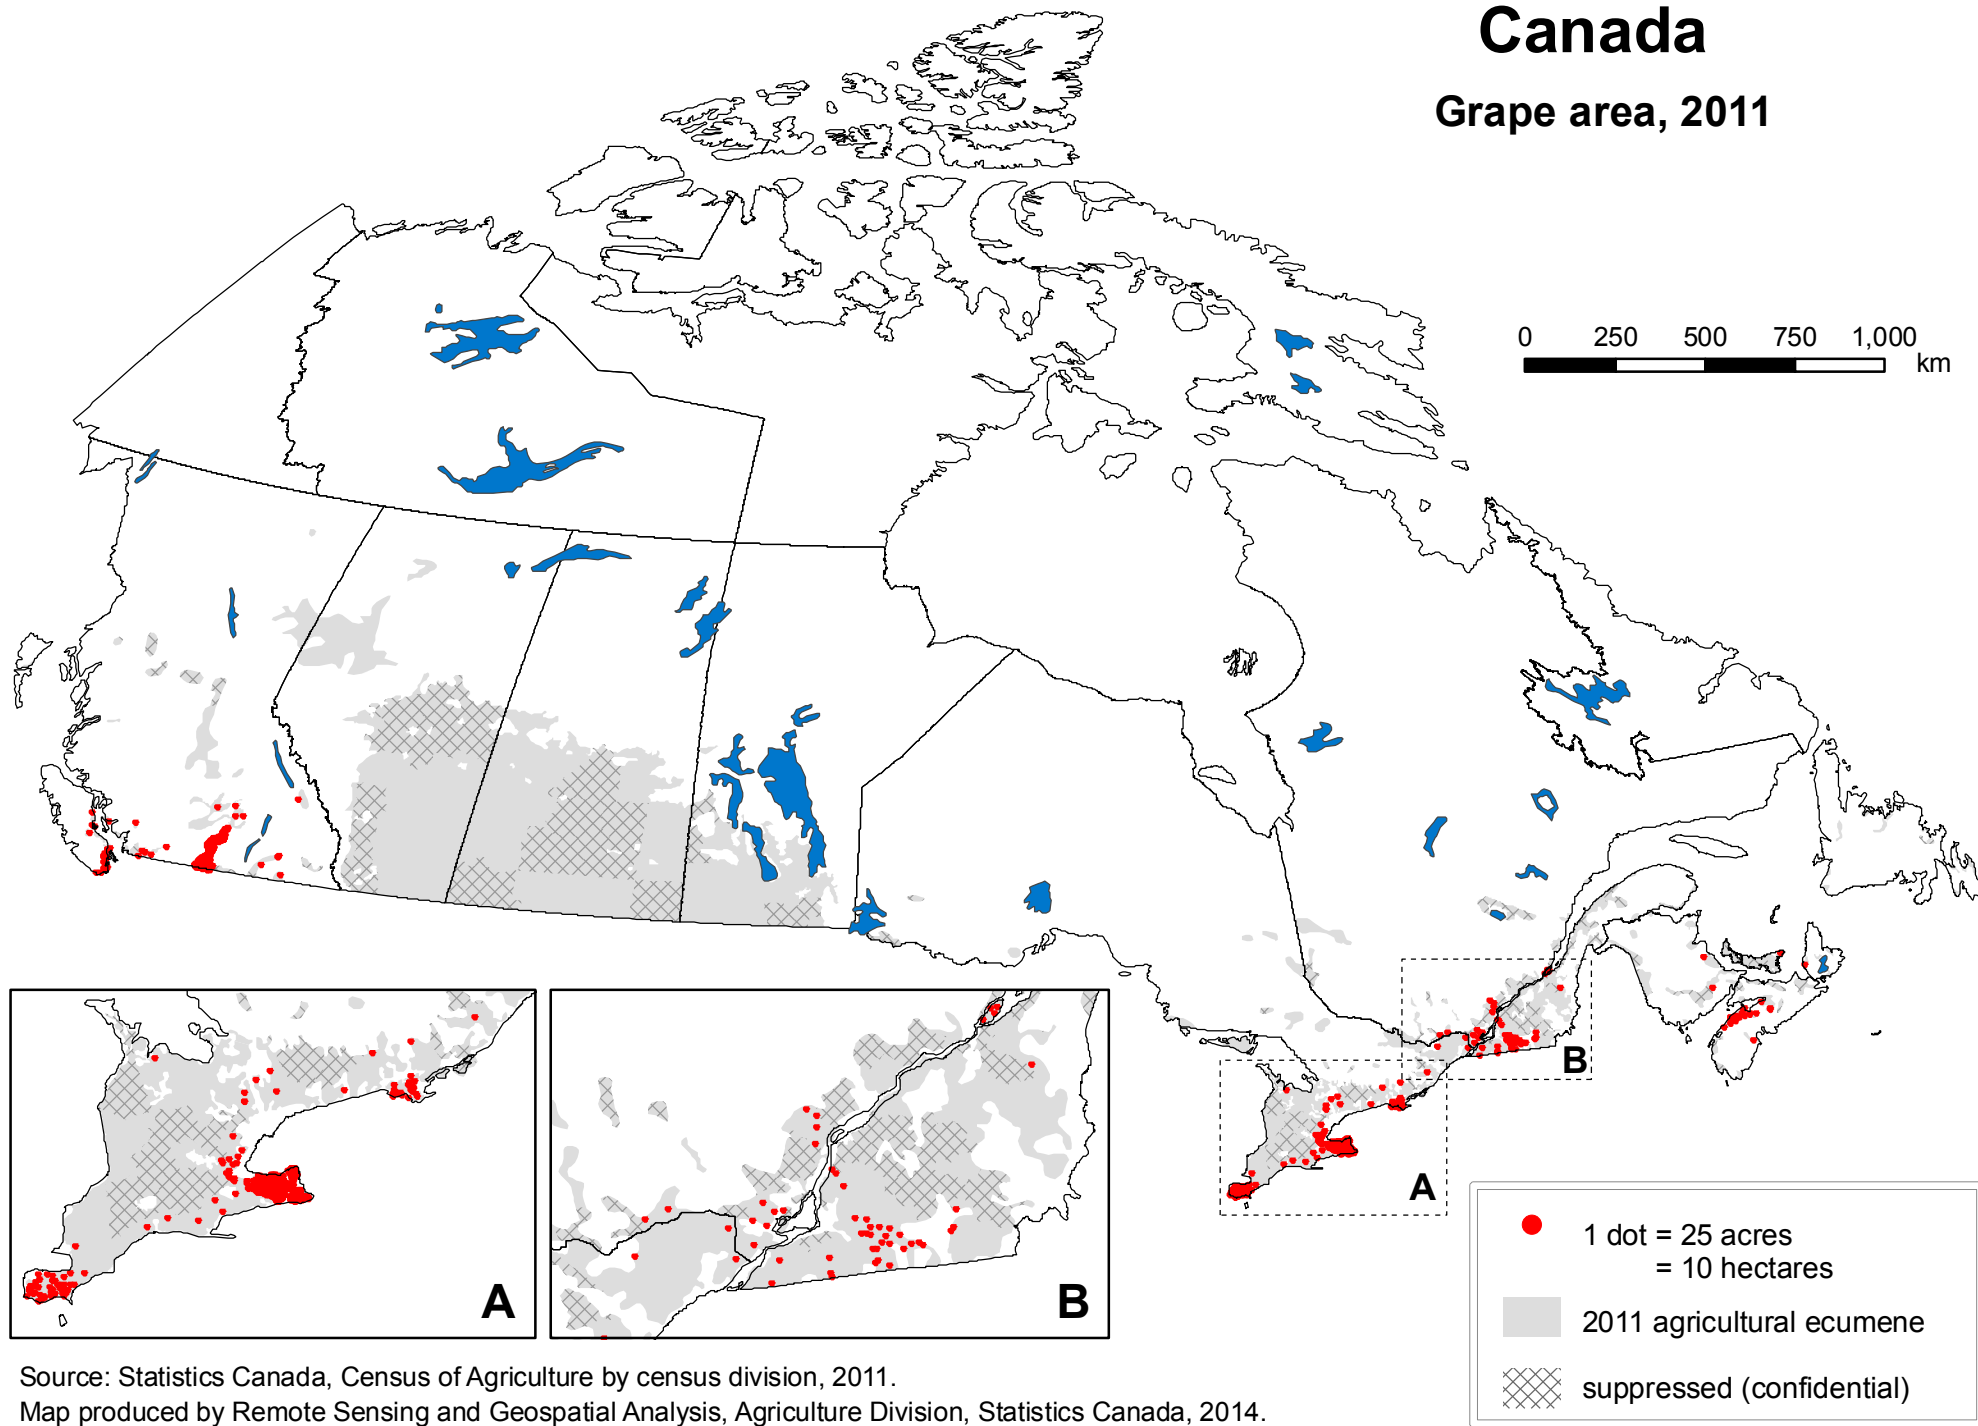 Canada
Grape area, 2011
0 250 500 750 1,000
km
A
B
A
B
1 dot = 25 acres
= 10 hectares
2011 agricultural ecumene
suppressed (confidential)
Source: Statistics Canada, Census of Agriculture by census division, 2011.
Map produced by Remote Sensing and Geospatial Analysis, Agriculture Division, Statistics Canada, 2014.